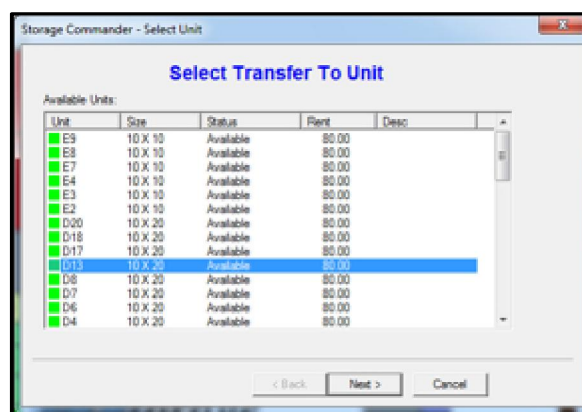 Storage Commander - Select Unit
Select Transfer To Unit
Available Units:
Unit Size Status Rent Desc
E9 10 X 10 Available 80.00
E8 10 X 10 Available 80.00
E7 10 X 10 Available 80.00
E4 10 X 10 Available 80.00
E3 10 X 10 Available 80.00
E2 10 X 10 Available 80.00
D20 10 X 20 Available 80.00
D18 10 X 20 Available 80.00
D17 10 X 20 Available 80.00
D13 10 X 20 Available 80.00
D8 10 X 20 Available 80.00
D7 10 X 20 Available 80.00
D6 10 X 20 Available 80.00
D4 10 X 20 Available 80.00
< Back Next > Cancel